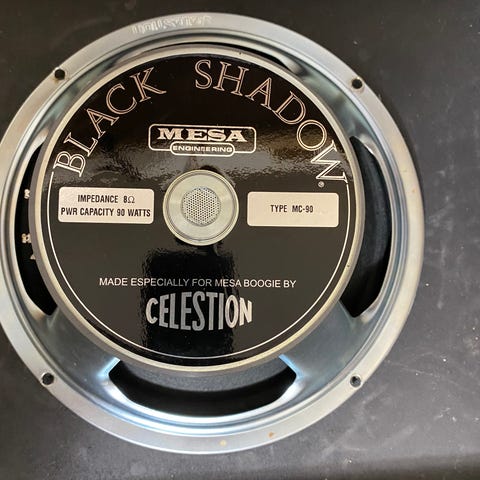 BLACK SHADOW®
MESA
ENGINEERING
IMPEDANCE 8Ω
PWR CAPACITY 90 WATTS
TYPE MC-90
MADE ESPECIALLY FOR MESA BOOGIE BY
CELESTION